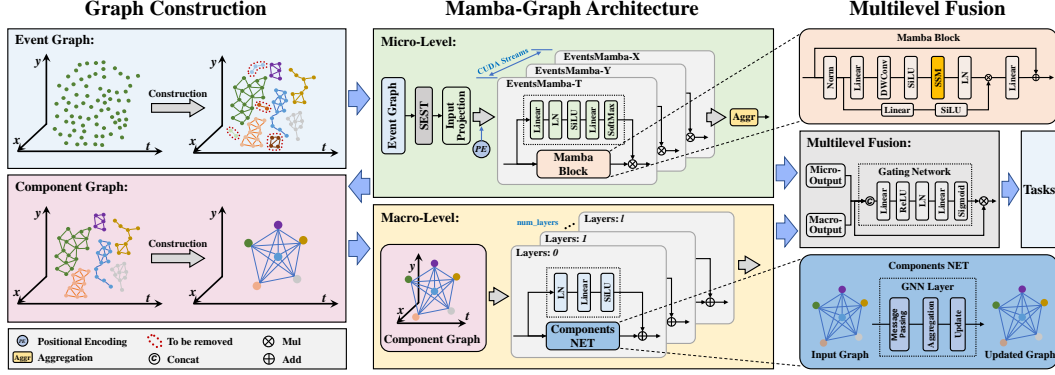 Graph Construction
Mamba-Graph Architecture
Multilevel Fusion
Event Graph:
y
x
t
Construction
y
x
t
Component Graph:
y
x
t
Construction
y
x
t
PE
Positional Encoding
To be removed
Mul
Aggr
Aggregation
C
Concat
Add
Micro-Level:
CUDA Streams
EventsMamba-X
EventsMamba-Y
EventsMamba-T
Event Graph
SEST
Input
Projection
PE
Linear
LN
SiLU
Linear
SoftMax
Mamba
Block
Aggr
Macro-Level:
num_layers
Layers: l
Layers: 1
Layers: 0
y
x
t
Component Graph
LN
Linear
SiLU
Components
NET
Mamba Block
Norm
Linear
DWConv
SiLU
SSM
LN
Linear
Linear
SiLU
Multilevel Fusion:
Micro-
Output
Macro-
Output
C
Gating Network
Linear
ReLU
LN
Linear
Sigmoid
Tasks
Components NET
GNN Layer
Message
Passing
Aggregation
Update
Input Graph
Updated Graph